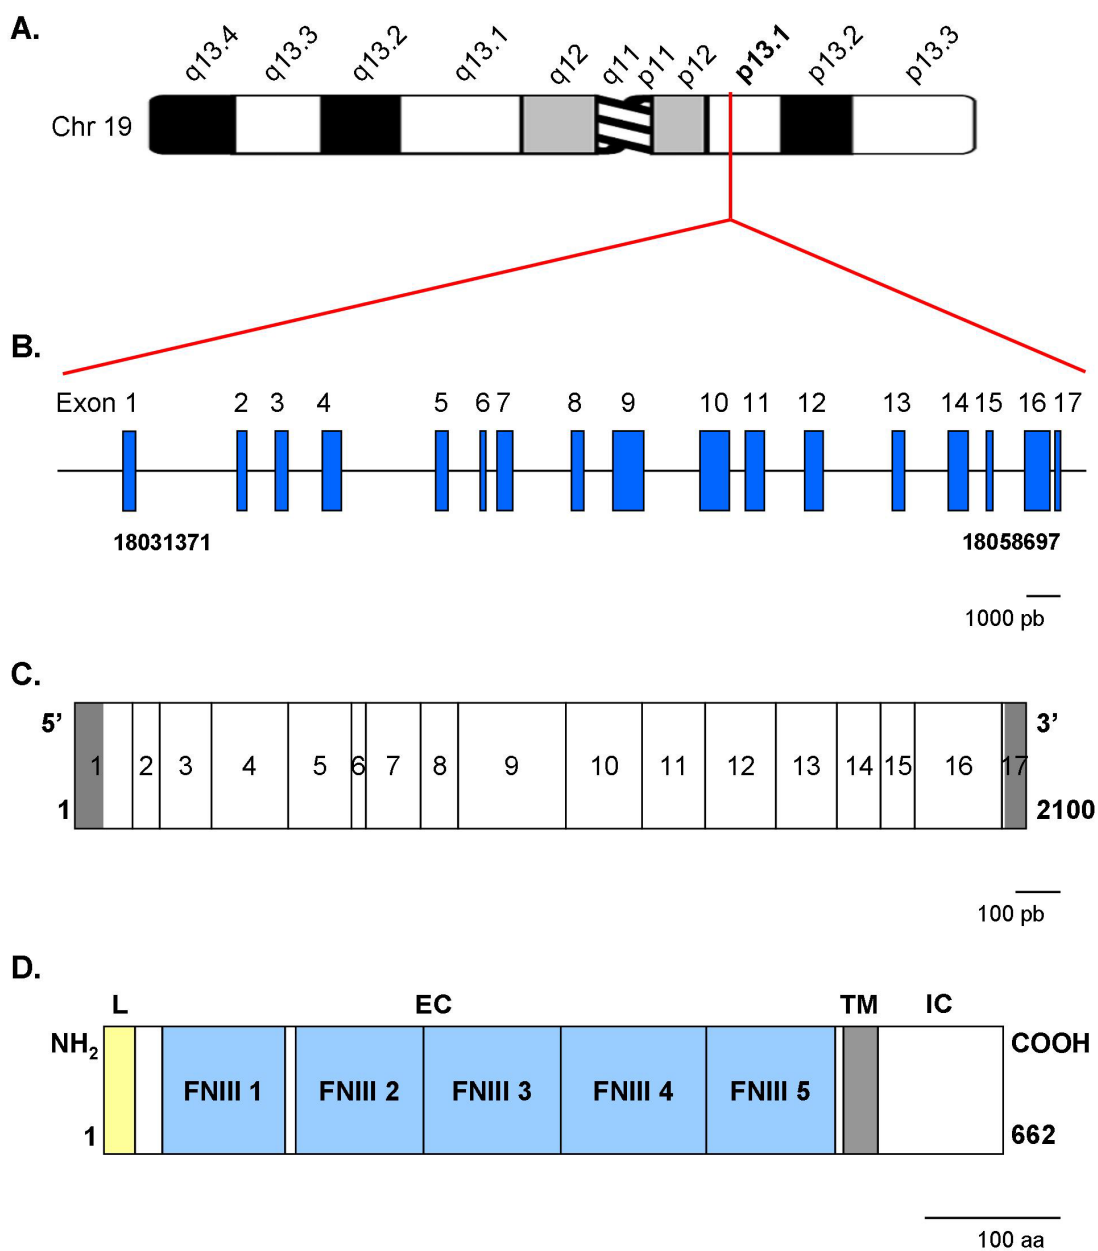 A.
q13.4 q13.3 q13.2 q13.1 q12 q11 p11 p12 p13.1 p13.2 p13.3
Chr 19
B.
Exon 1 2 3 4 5 6 7 8 9 10 11 12 13 14 15 16 17
18031371 18058697
1000 pb
C.
5’ 3’
1 2 3 4 5 6 7 8 9 10 11 12 13 14 15 16 17
1 2100
100 pb
D.
L EC TM IC
NH₂ COOH
FNIII 1 FNIII 2 FNIII 3 FNIII 4 FNIII 5
1 662
100 aa